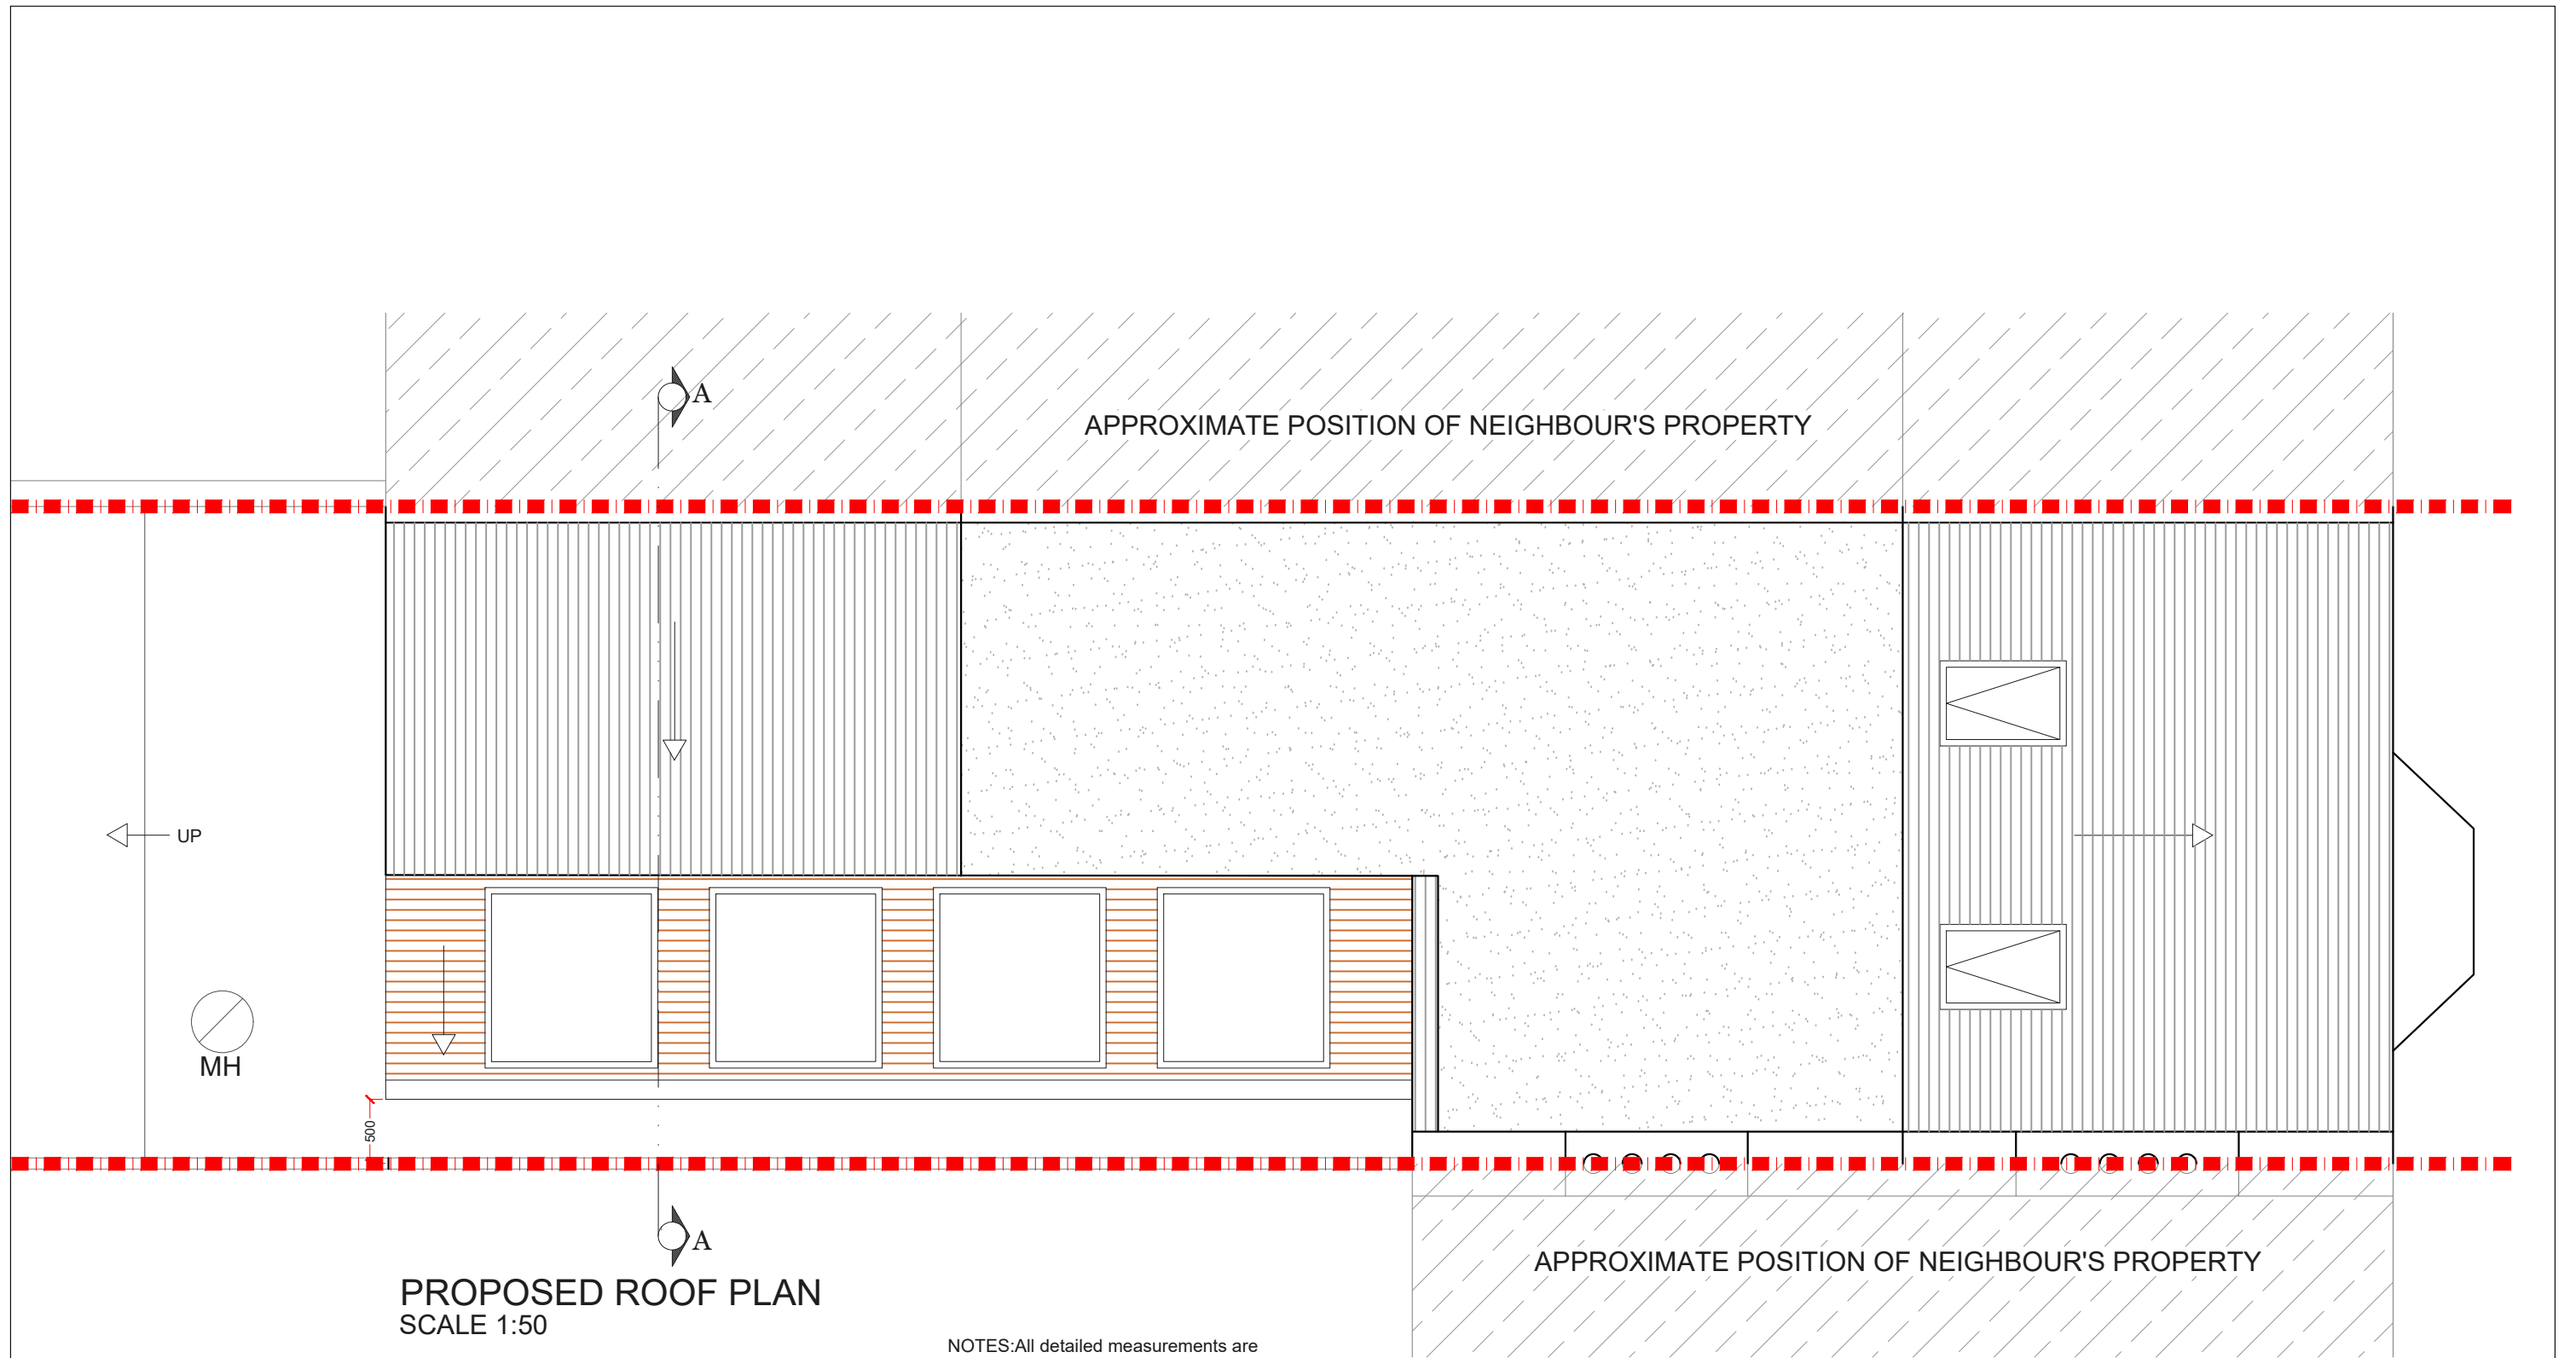 A
APPROXIMATE POSITION OF NEIGHBOUR'S PROPERTY
UP
MH
500
A
APPROXIMATE POSITION OF NEIGHBOUR'S PROPERTY
PROPOSED ROOF PLAN
SCALE 1:50
NOTES:All detailed measurements are